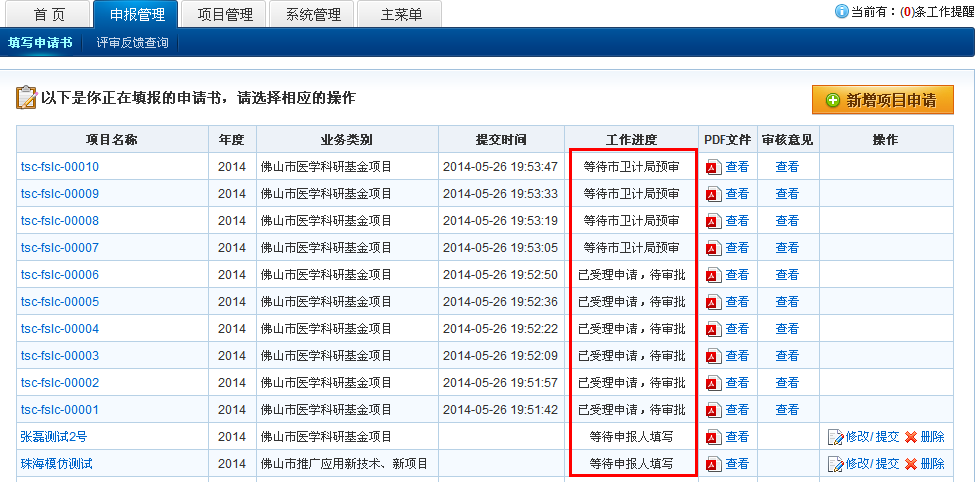 首 页 申报管理 项目管理 系统管理 主菜单 当前有：(0)条工作提醒
填写申请书 评审反馈查询
以下是你正在填报的申请书，请选择相应的操作 新增项目申请
项目名称 年度 业务类别 提交时间 工作进度 PDF文件 审核意见 操作
tsc-fslc-00010 2014 佛山市医学科研基金项目 2014-05-26 19:53:47 等待市卫计局预审 查看 查看
tsc-fslc-00009 2014 佛山市医学科研基金项目 2014-05-26 19:53:33 等待市卫计局预审 查看 查看
tsc-fslc-00008 2014 佛山市医学科研基金项目 2014-05-26 19:53:19 等待市卫计局预审 查看 查看
tsc-fslc-00007 2014 佛山市医学科研基金项目 2014-05-26 19:53:05 等待市卫计局预审 查看 查看
tsc-fslc-00006 2014 佛山市医学科研基金项目 2014-05-26 19:52:50 已受理申请，待审批 查看 查看
tsc-fslc-00005 2014 佛山市医学科研基金项目 2014-05-26 19:52:36 已受理申请，待审批 查看 查看
tsc-fslc-00004 2014 佛山市医学科研基金项目 2014-05-26 19:52:22 已受理申请，待审批 查看 查看
tsc-fslc-00003 2014 佛山市医学科研基金项目 2014-05-26 19:52:09 已受理申请，待审批 查看 查看
tsc-fslc-00002 2014 佛山市医学科研基金项目 2014-05-26 19:51:57 已受理申请，待审批 查看 查看
tsc-fslc-00001 2014 佛山市医学科研基金项目 2014-05-26 19:51:42 已受理申请，待审批 查看 查看
张磊测试2号 2014 佛山市医学科研基金项目 等待申报人填写 查看 修改/提交 删除
珠海模仿测试 2014 佛山市推广应用新技术、新项目 等待申报人填写 查看 修改/提交 删除